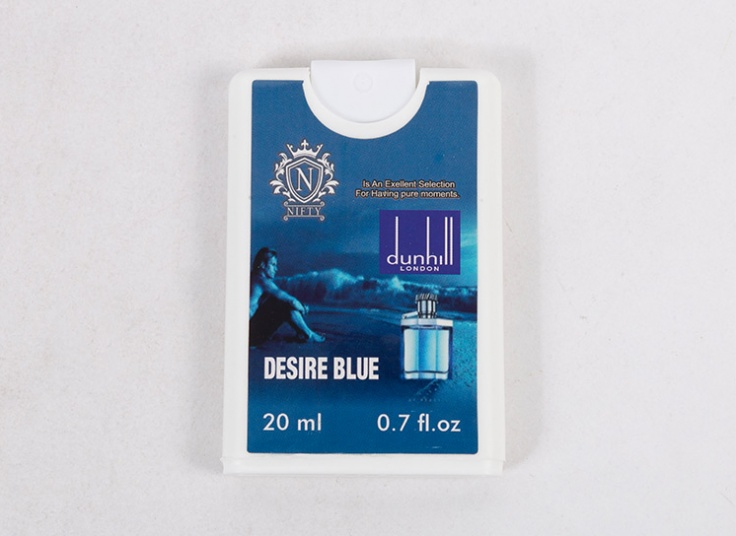 N
NIFTY
Is An Exellent Selection
For Having pure moments.
dunhill
LONDON
DESIRE BLUE
20 ml 0.7 fl.oz